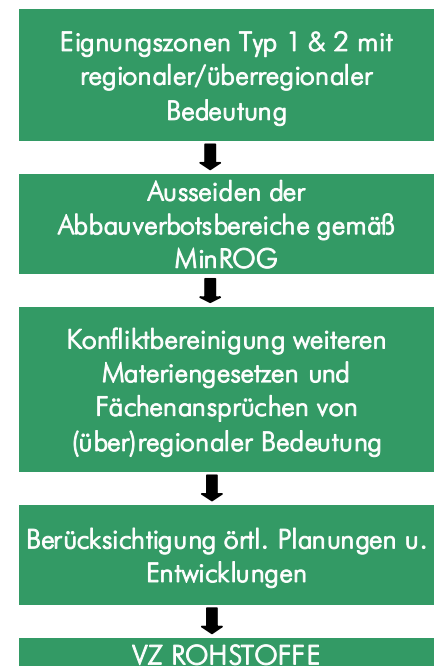 Eignungszonen Typ 1 & 2 mit
regionaler/überregionaler
Bedeutung
Ausseiden der
Abbauverbotsbereiche gemäß
MinROG
Konfliktbereinigung weiteren
Materiengesetzen und
Fächenansprüchen von
(über)regionaler Bedeutung
Berücksichtigung örtl. Planungen u.
Entwicklungen
VZ ROHSTOFFE